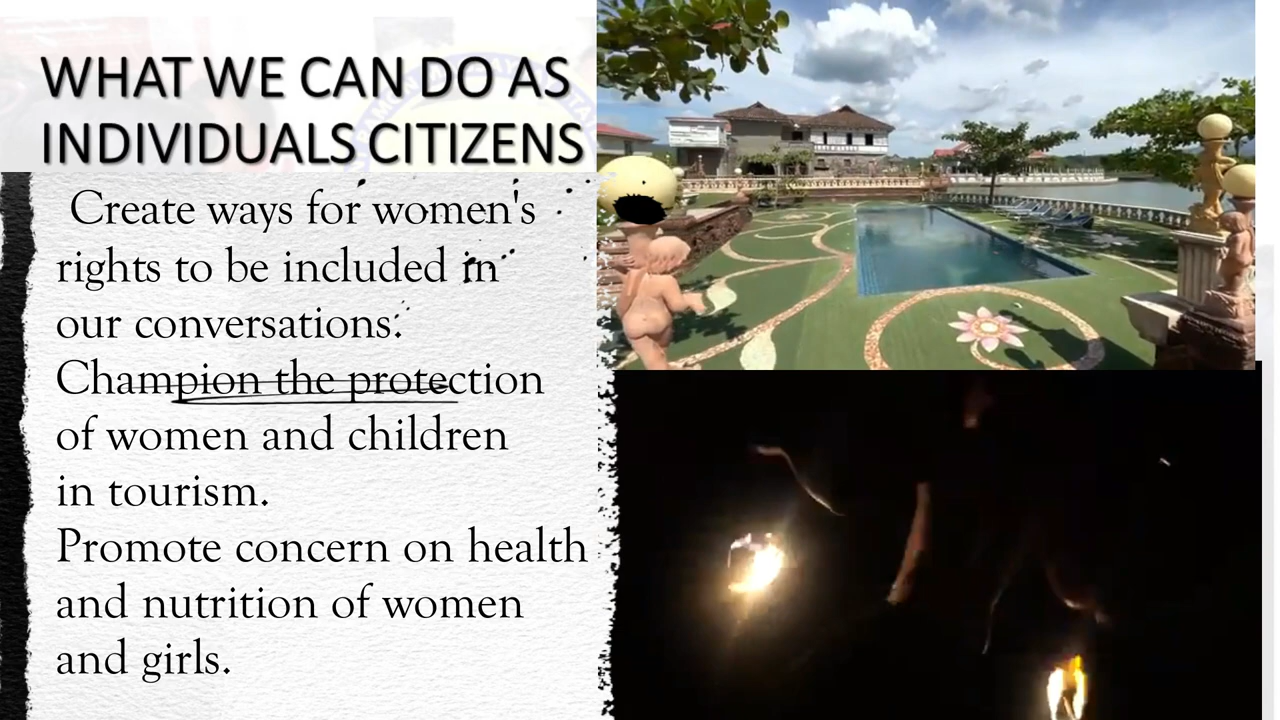 WHAT WE CAN DO AS
INDIVIDUALS CITIZENS
Create ways for women's
rights to be included in
our conversations.
Champion the protection
of women and children
in tourism.
Promote concern on health
and nutrition of women
and girls.